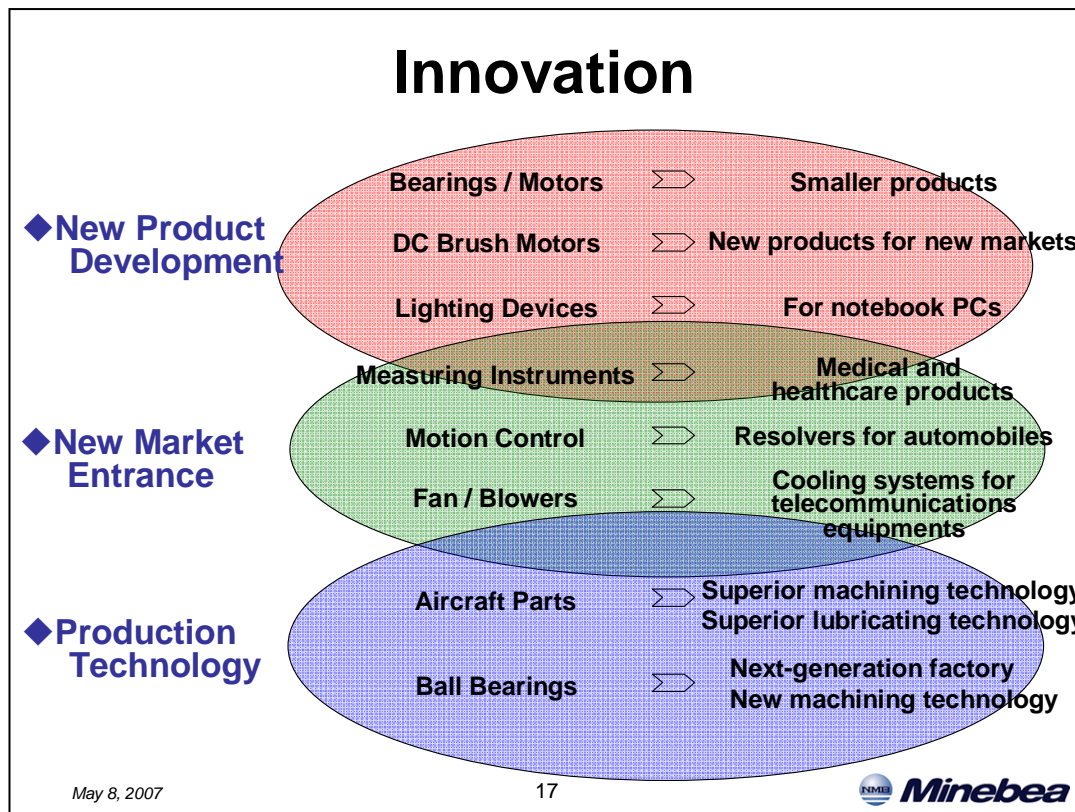 Innovation
◆New Product
Development
Bearings / Motors
Smaller products
DC Brush Motors
New products for new markets
Lighting Devices
For notebook PCs
Measuring Instruments
Medical and
healthcare products
◆New Market
Entrance
Motion Control
Resolvers for automobiles
Fan / Blowers
Cooling systems for
telecommunications
equipments
◆Production
Technology
Aircraft Parts
Superior machining technology
Superior lubricating technology
Ball Bearings
Next-generation factory
New machining technology
May 8, 2007
17
NMB Minebea